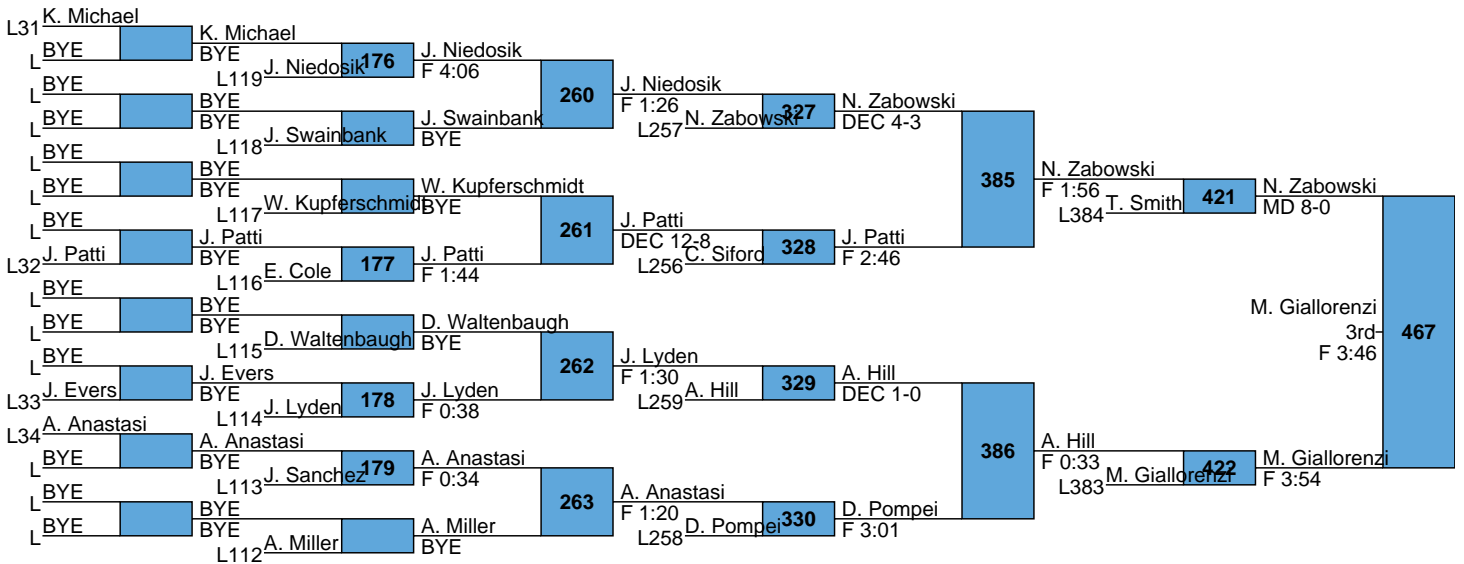 L31 K. Michael
L BYE
K. Michael
BYE
L119 J. Niedosik
176
J. Niedosik
F 4:06
L BYE
L BYE
BYE
BYE
L118 J. Swainbank
J. Swainbank
BYE
260
J. Niedosik
F 1:26
L257 N. Zabowski
327
N. Zabowski
DEC 4-3
L BYE
L BYE
BYE
BYE
L117 W. Kupferschmidt
W. Kupferschmidt
BYE
L BYE
L32 J. Patti
J. Patti
BYE
L116 E. Cole
177
J. Patti
F 1:44
261
J. Patti
DEC 12-8
L256 C. Siford
328
J. Patti
F 2:46
385
N. Zabowski
F 1:56
L384 T. Smith
421
N. Zabowski
MD 8-0
L BYE
L BYE
BYE
BYE
L115 D. Waltenbaugh
D. Waltenbaugh
BYE
L BYE
L33 J. Evers
J. Evers
BYE
L114 J. Lyden
178
J. Lyden
F 0:38
262
J. Lyden
F 1:30
L259 A. Hill
329
A. Hill
DEC 1-0
L34 A. Anastasi
L BYE
A. Anastasi
BYE
L113 J. Sanchez
179
A. Anastasi
F 0:34
L BYE
L BYE
BYE
BYE
L112 A. Miller
A. Miller
BYE
263
A. Anastasi
F 1:20
L258 D. Pompei
330
D. Pompei
F 3:01
386
A. Hill
F 0:33
L383 M. Giallorenzi
422
M. Giallorenzi
F 3:54
467
M. Giallorenzi
3rd
F 3:46